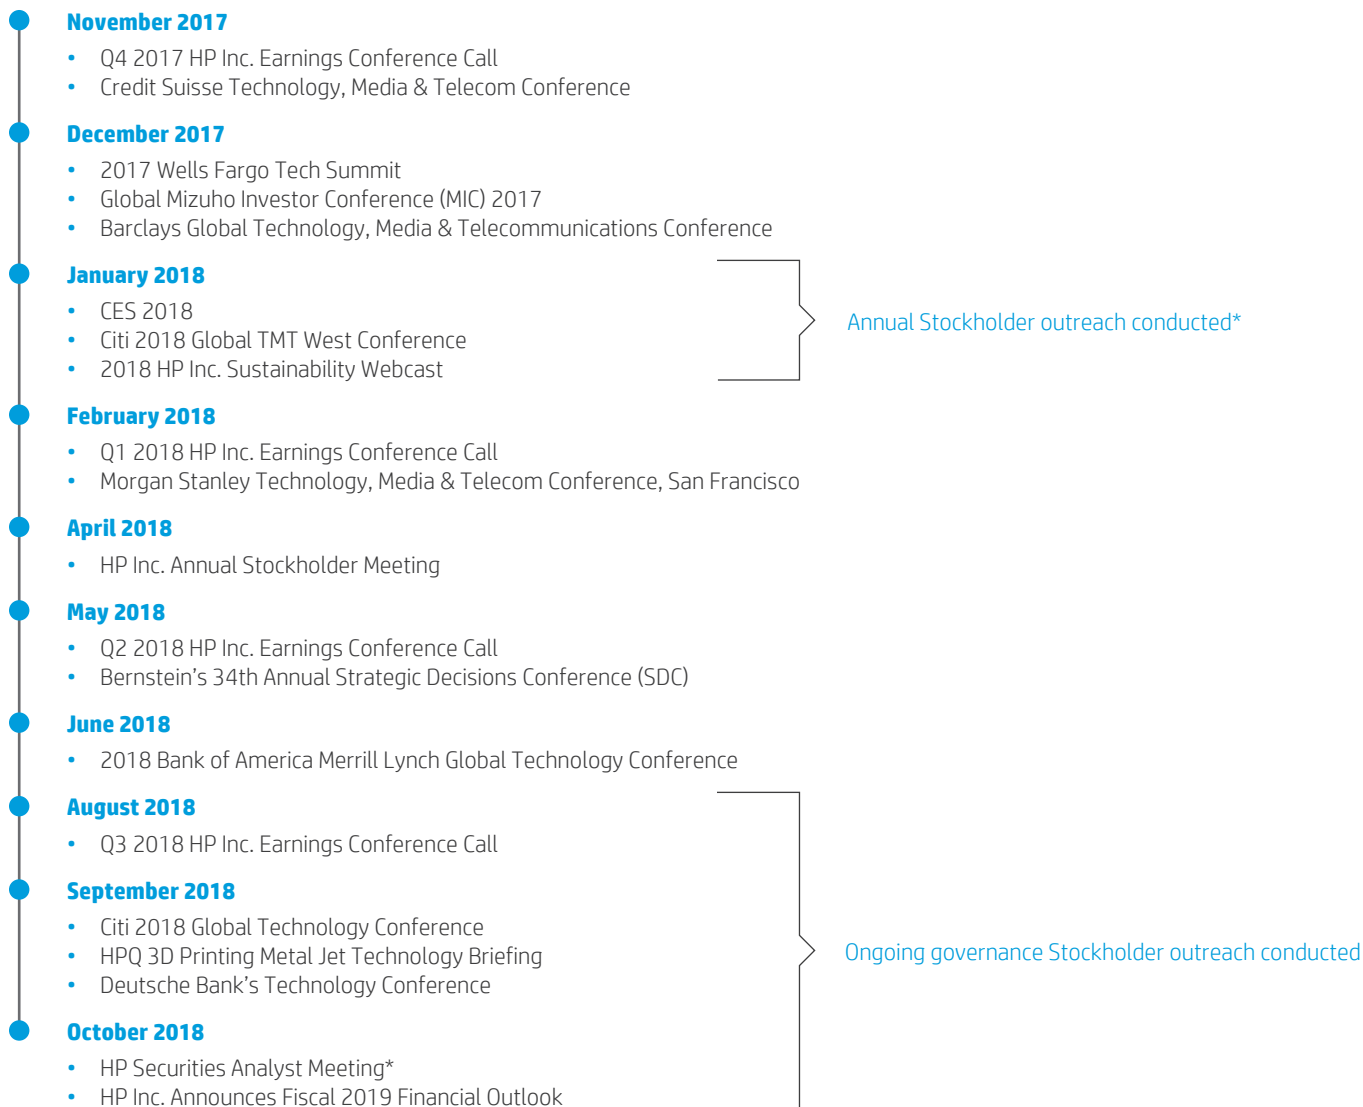 November 2017
• Q4 2017 HP Inc. Earnings Conference Call
• Credit Suisse Technology, Media & Telecom Conference
December 2017
• 2017 Wells Fargo Tech Summit
• Global Mizuho Investor Conference (MIC) 2017
• Barclays Global Technology, Media & Telecommunications Conference
January 2018
• CES 2018
• Citi 2018 Global TMT West Conference
• 2018 HP Inc. Sustainability Webcast
Annual Stockholder outreach conducted*
February 2018
• Q1 2018 HP Inc. Earnings Conference Call
• Morgan Stanley Technology, Media & Telecom Conference, San Francisco
April 2018
• HP Inc. Annual Stockholder Meeting
May 2018
• Q2 2018 HP Inc. Earnings Conference Call
• Bernstein’s 34th Annual Strategic Decisions Conference (SDC)
June 2018
• 2018 Bank of America Merrill Lynch Global Technology Conference
August 2018
• Q3 2018 HP Inc. Earnings Conference Call
September 2018
• Citi 2018 Global Technology Conference
• HPQ 3D Printing Metal Jet Technology Briefing
• Deutsche Bank’s Technology Conference
Ongoing governance Stockholder outreach conducted
October 2018
• HP Securities Analyst Meeting*
• HP Inc. Announces Fiscal 2019 Financial Outlook